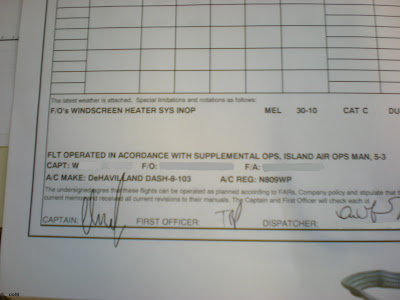 The latest weather is attached. Special limitations and notations as follows:
F/O's WINDSCREEN HEATER SYS INOP MEL 30-10 CAT C
FLT OPERATED IN ACORDANCE WITH SUPPLEMENTAL OPS, ISLAND AIR OPS MAN, 5-3
CAPT: W F/O: F/A:
A/C MAKE: DeHAVILLAND DASH-8-103 A/C REG: N809WP
The undersigned agree that these flights can be operated as planned according to FARs, Company policy and stipulate that
current memos and received all current revisions to their manuals. The Captain and First Officer will check each
CAPTAIN: FIRST OFFICER: DISPATCHER: